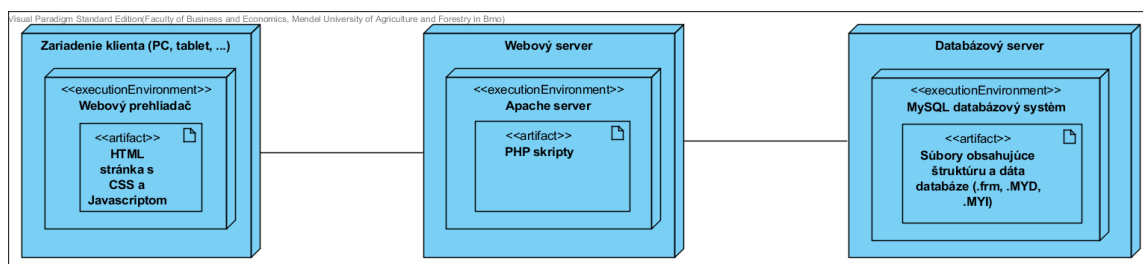 Visual Paradigm Standard Edition(Faculty of Business and Economics, Mendel University of Agriculture and Forestry in Brno)
Zariadenie klienta (PC, tablet, ...)
<<executionEnvironment>>
Webový prehliadač
<<artifact>>
HTML
stránka s
CSS a
Javascriptom
Webový server
<<executionEnvironment>>
Apache server
<<artifact>>
PHP skripty
Databázový server
<<executionEnvironment>>
MySQL databázový systém
<<artifact>>
Súbory obsahujúce
štruktúru a dáta
databáze (.frm, .MYD,
.MYI)